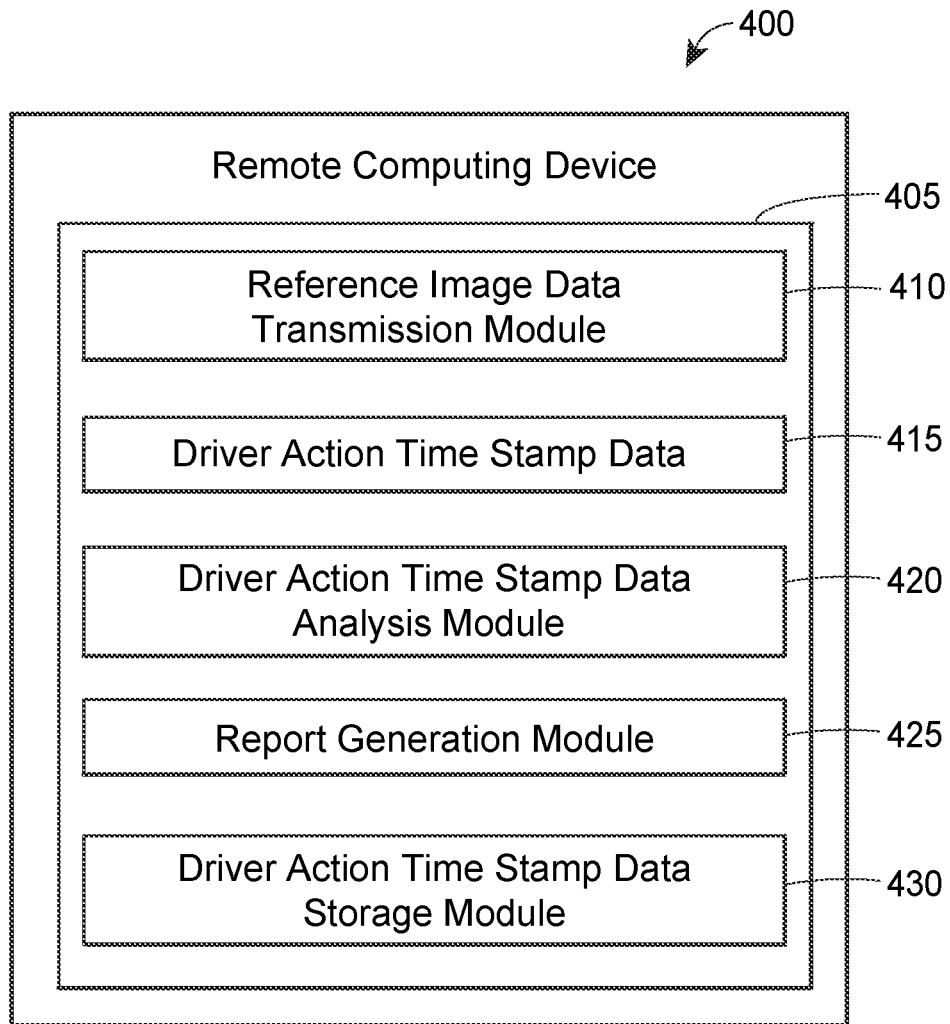 400
Remote Computing Device
405
Reference Image Data
Transmission Module
410
Driver Action Time Stamp Data
415
Driver Action Time Stamp Data
Analysis Module
420
Report Generation Module
425
Driver Action Time Stamp Data
Storage Module
430